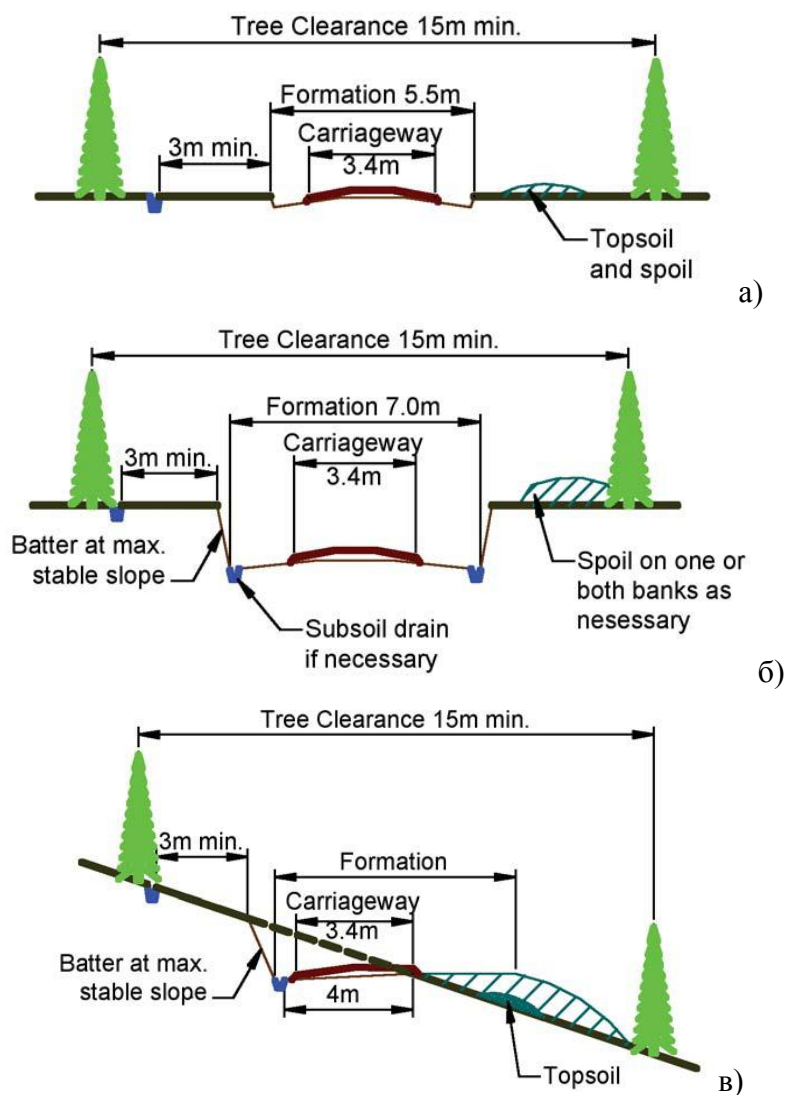 Tree Clearance 15m min.
Formation 5.5m
Carriageway
3m min.
3.4m
Topsoil
and spoil
а)
Tree Clearance 15m min.
Formation 7.0m
Carriageway
3m min.
3.4m
Batter at max.
stable slope
Spoil on one or
both banks as
nesessary
Subsoil drain
if necessary
б)
Tree Clearance 15m min.
3m min.
Formation
Carriageway
3.4m
Batter at max.
stable slope
4m
Topsoil
в)